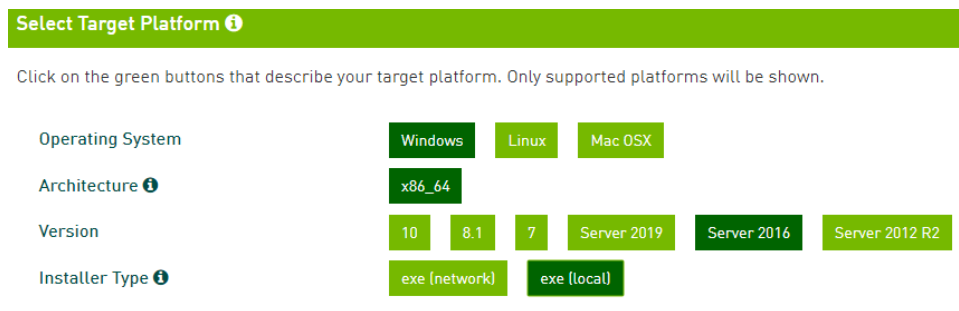 Select Target Platform
Click on the green buttons that describe your target platform. Only supported platforms will be shown.
Operating System Windows Linux Mac OSX
Architecture x86_64
Version 10 8.1 7 Server 2019 Server 2016 Server 2012 R2
Installer Type exe (network) exe (local)